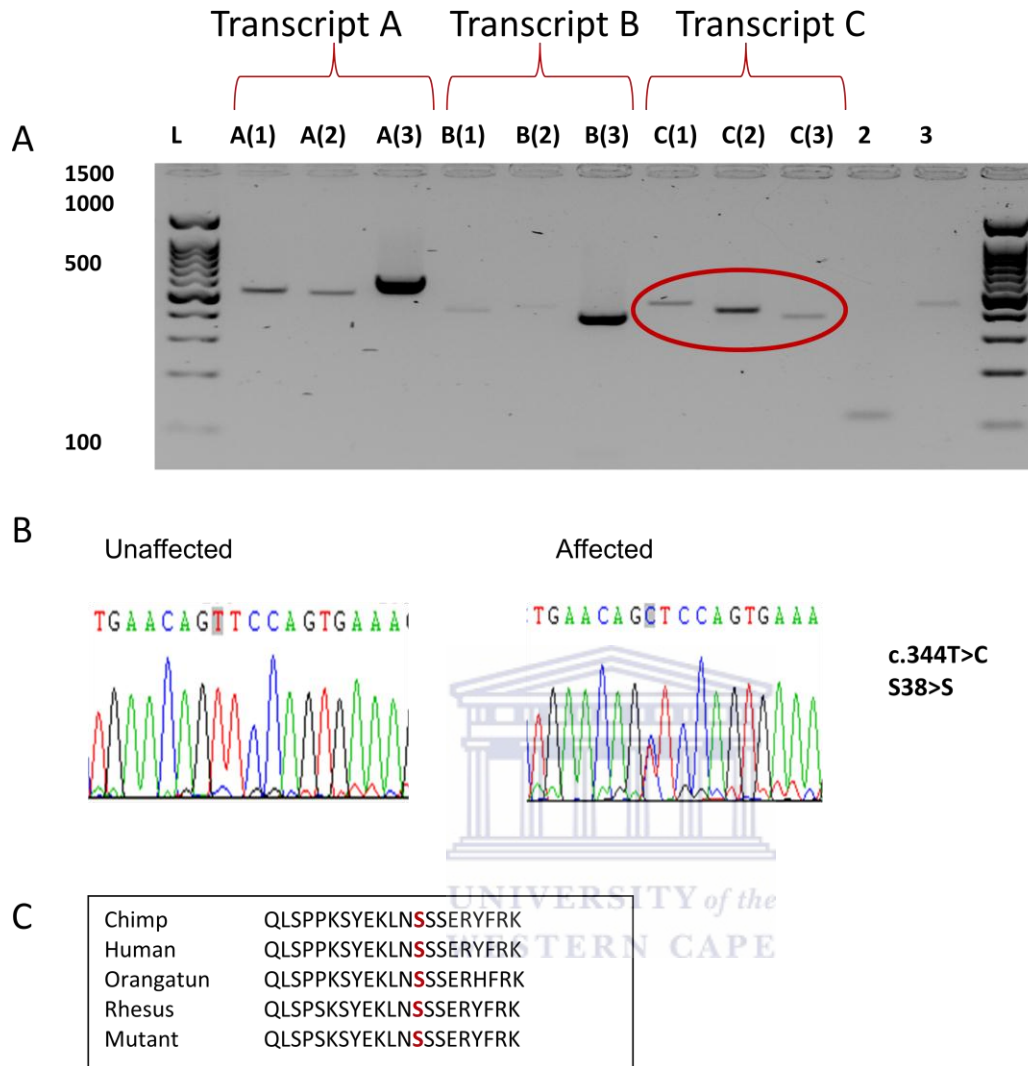 Transcript A Transcript B Transcript C
A L A(1) A(2) A(3) B(1) B(2) B(3) C(1) C(2) C(3) 2 3
1500
1000
500
100
B
Unaffected Affected
TGAACAGTTCCAGTGAAAG :TGAACAGCTCCAGTGAAA
c.344T>C
S38>S
UNIVERSITY of the
WESTERN CAPE
C
Chimp QLSPPKSYEKLNSSSERYFRK
Human QLSPPKSYEKLNSSSERYFRK
Orangatun QLSPPKSYEKLNSSSERHFRK
Rhesus QLSPSKSYEKLNSSSERYFRK
Mutant QLSPSKSYEKLNSSSERYFRK